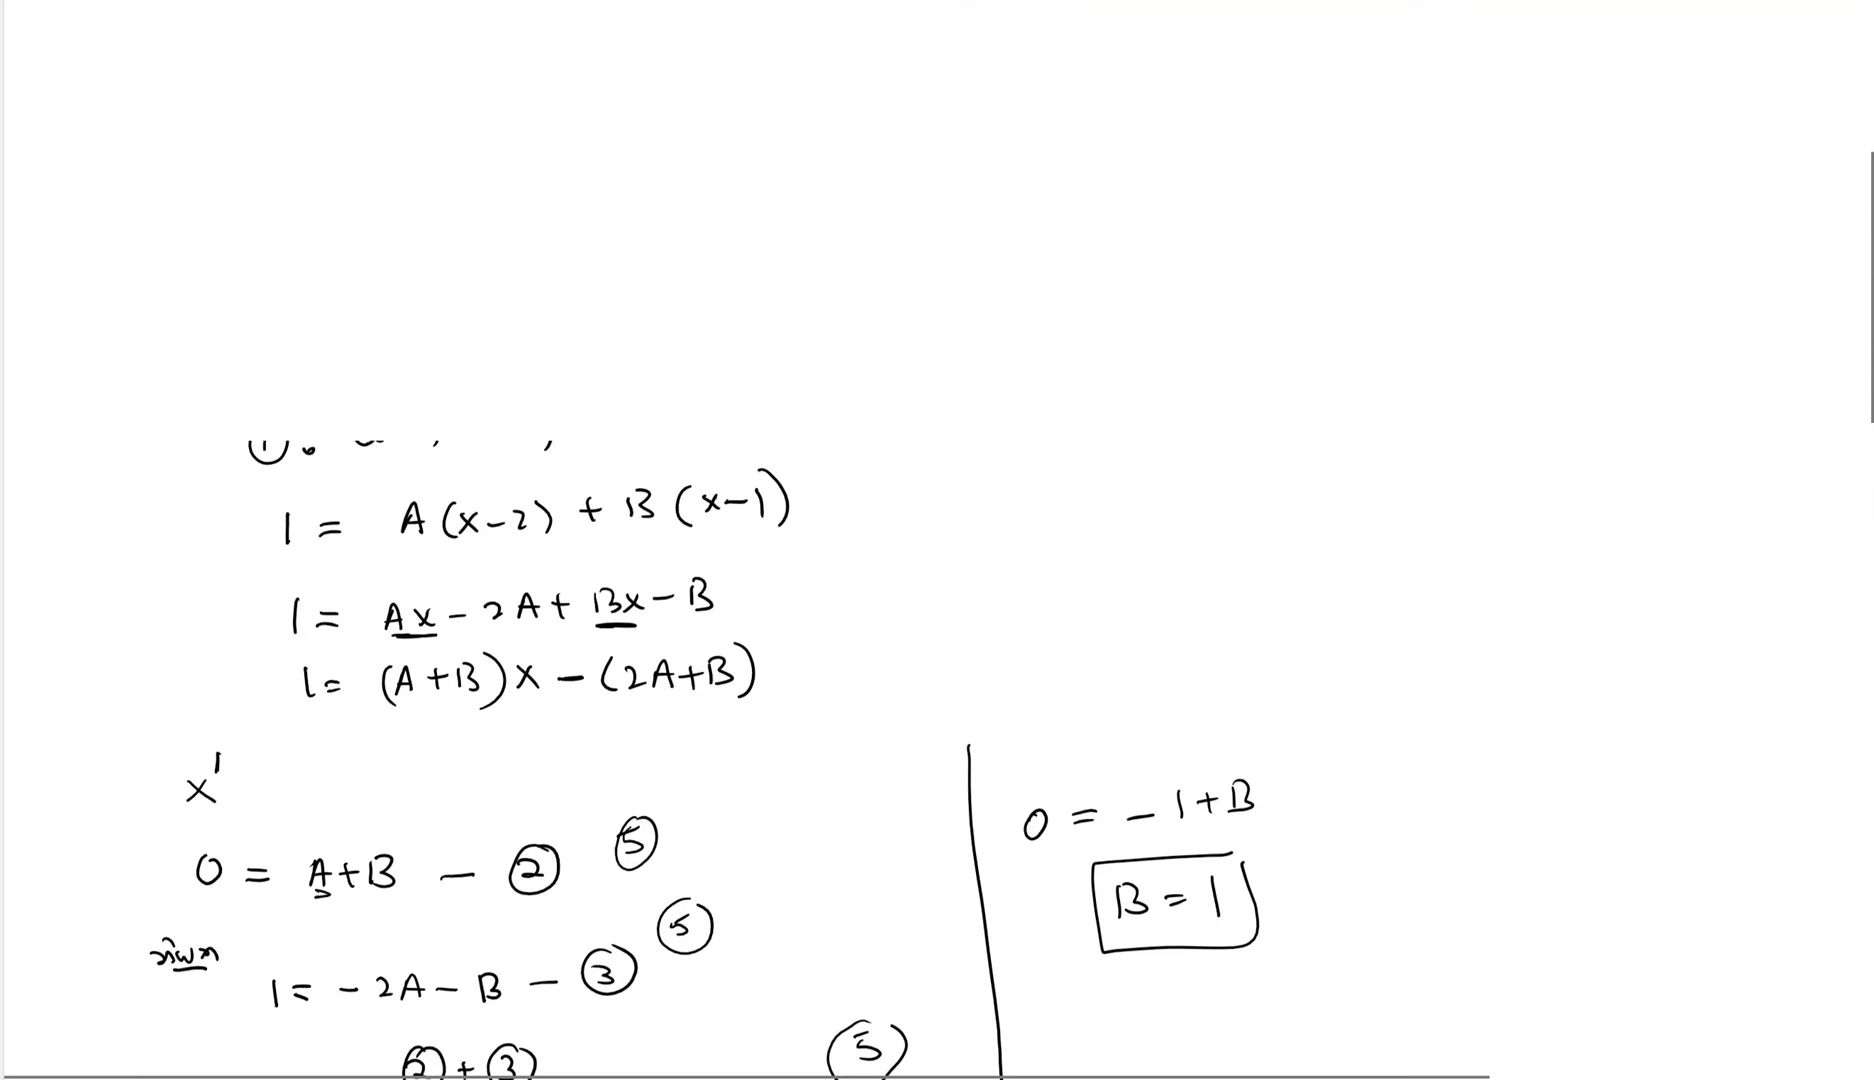 1 = A(x-2) + B(x-1)
1 = Ax - 2A + Bx - B
1 = (A+B)x - (2A+B)
x¹
0 = A+B — ② ⑤
1 = -2A - B — ③ ⑤
② + ③ ⑤
0 = -1+B
B = 1